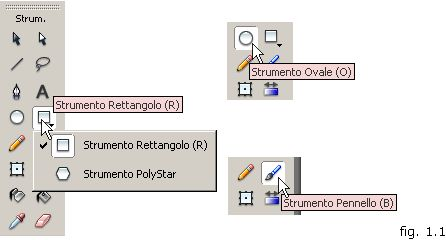 Strum.
A
Strumento Rettangolo (R)
Strumento Rettangolo (R)
Strumento PolyStar
Strumento Ovale (O)
Strumento Pennello (B)
fig. 1.1